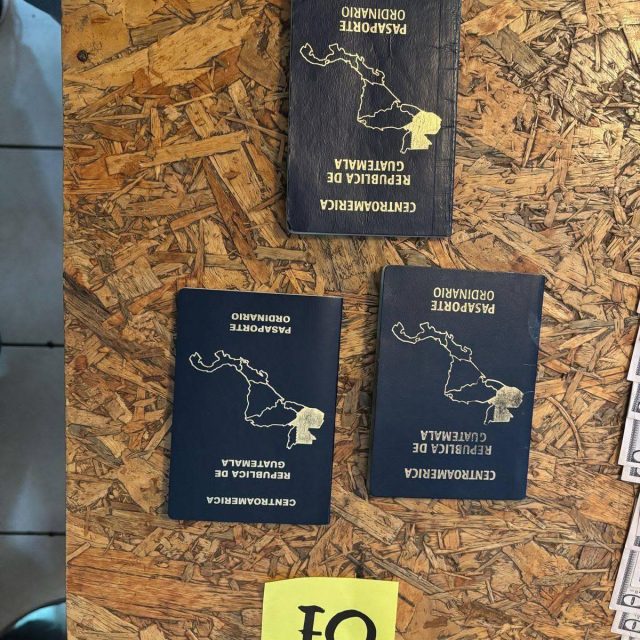 CENTROAMERICA
REPUBLICA DE
GUATEMALA
PASAPORTE
ORDINARIO
CENTROAMERICA
REPUBLICA DE
GUATEMALA
PASAPORTE
ORDINARIO
CENTROAMERICA
REPUBLICA DE
GUATEMALA
PASAPORTE
ORDINARIO